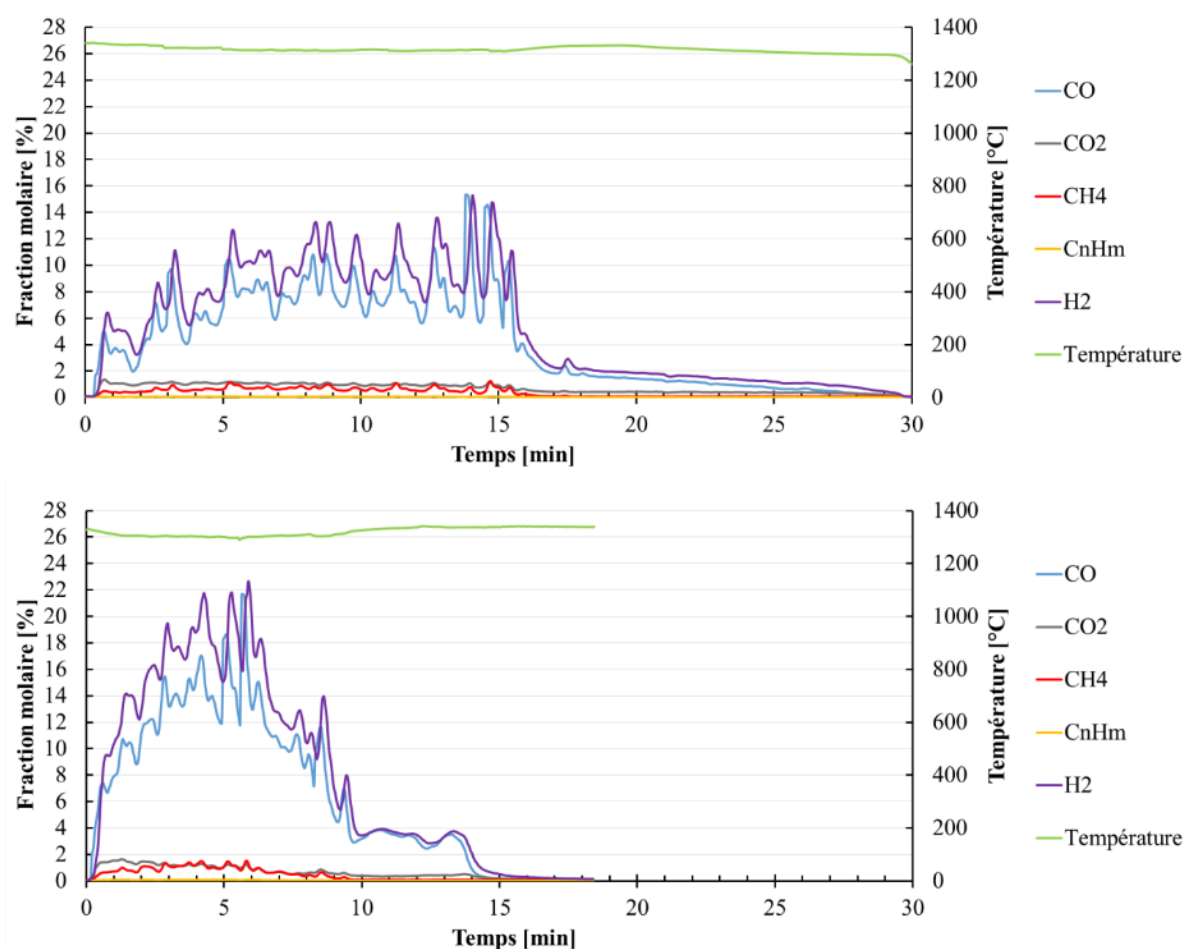 28
26
24
22
20
18
16
14
12
10
8
6
4
2
0
Fraction molaire [%]
0 5 10 15 20 25 30
Temps [min]
1400
1200
1000
800
600
400
200
0
Température [°C]
CO
CO2
CH4
CnHm
H2
Température
28
26
24
22
20
18
16
14
12
10
8
6
4
2
0
Fraction molaire [%]
0 5 10 15 20 25 30
Temps [min]
1400
1200
1000
800
600
400
200
0
Température [°C]
CO
CO2
CH4
CnHm
H2
Température